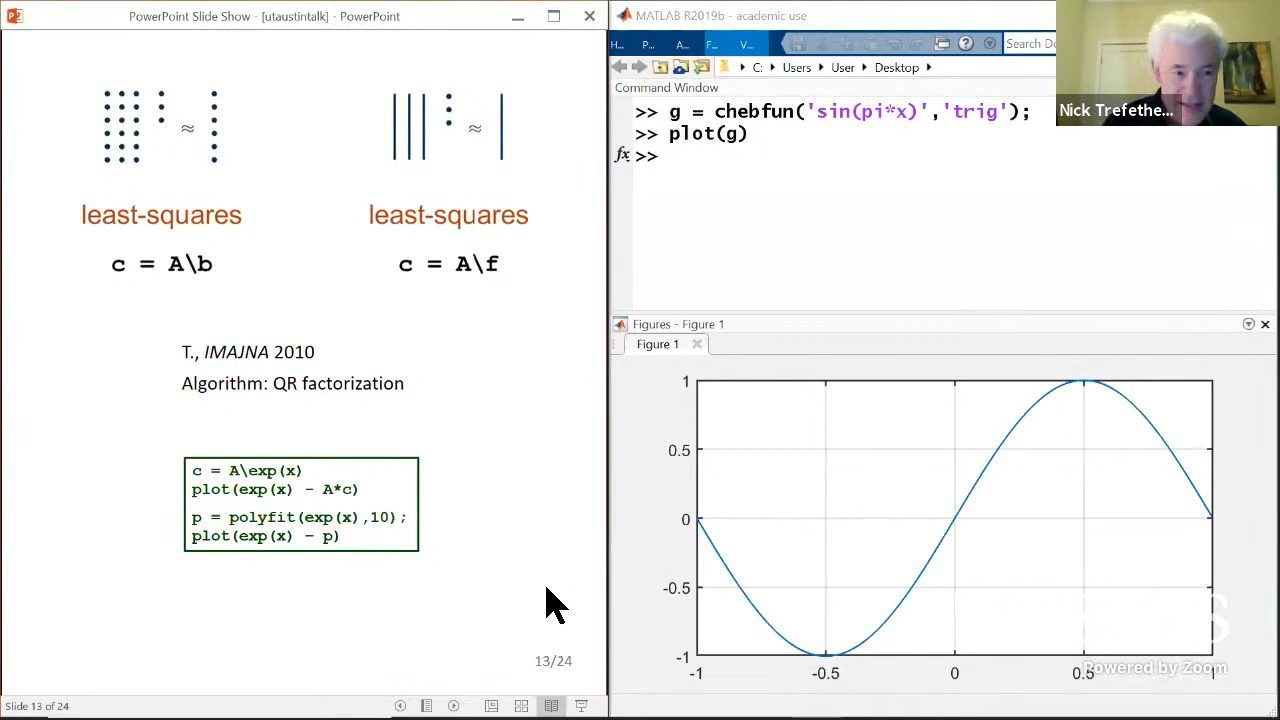 PowerPoint Slide Show - [utaustintalk] - PowerPoint
≈
≈
least-squares
least-squares
c = A\b
c = A\f
T., IMAJNA 2010
Algorithm: QR factorization
c = A\exp(x)
plot(exp(x) - A*c)
p = polyfit(exp(x),10);
plot(exp(x) - p)
13/24
Slide 13 of 24
MATLAB R2019b - academic use
H... P... A... F... V...
Search Do
C: Users User Desktop
Command Window
>> g = chebfun('sin(pi*x)','trig');
>> plot(g)
fx >>
Nick Trefethe...
Figures - Figure 1
Figure 1
1
0.5
0
-0.5
-1
-1 -0.5 0 0.5 1
S
Powered by Zoom